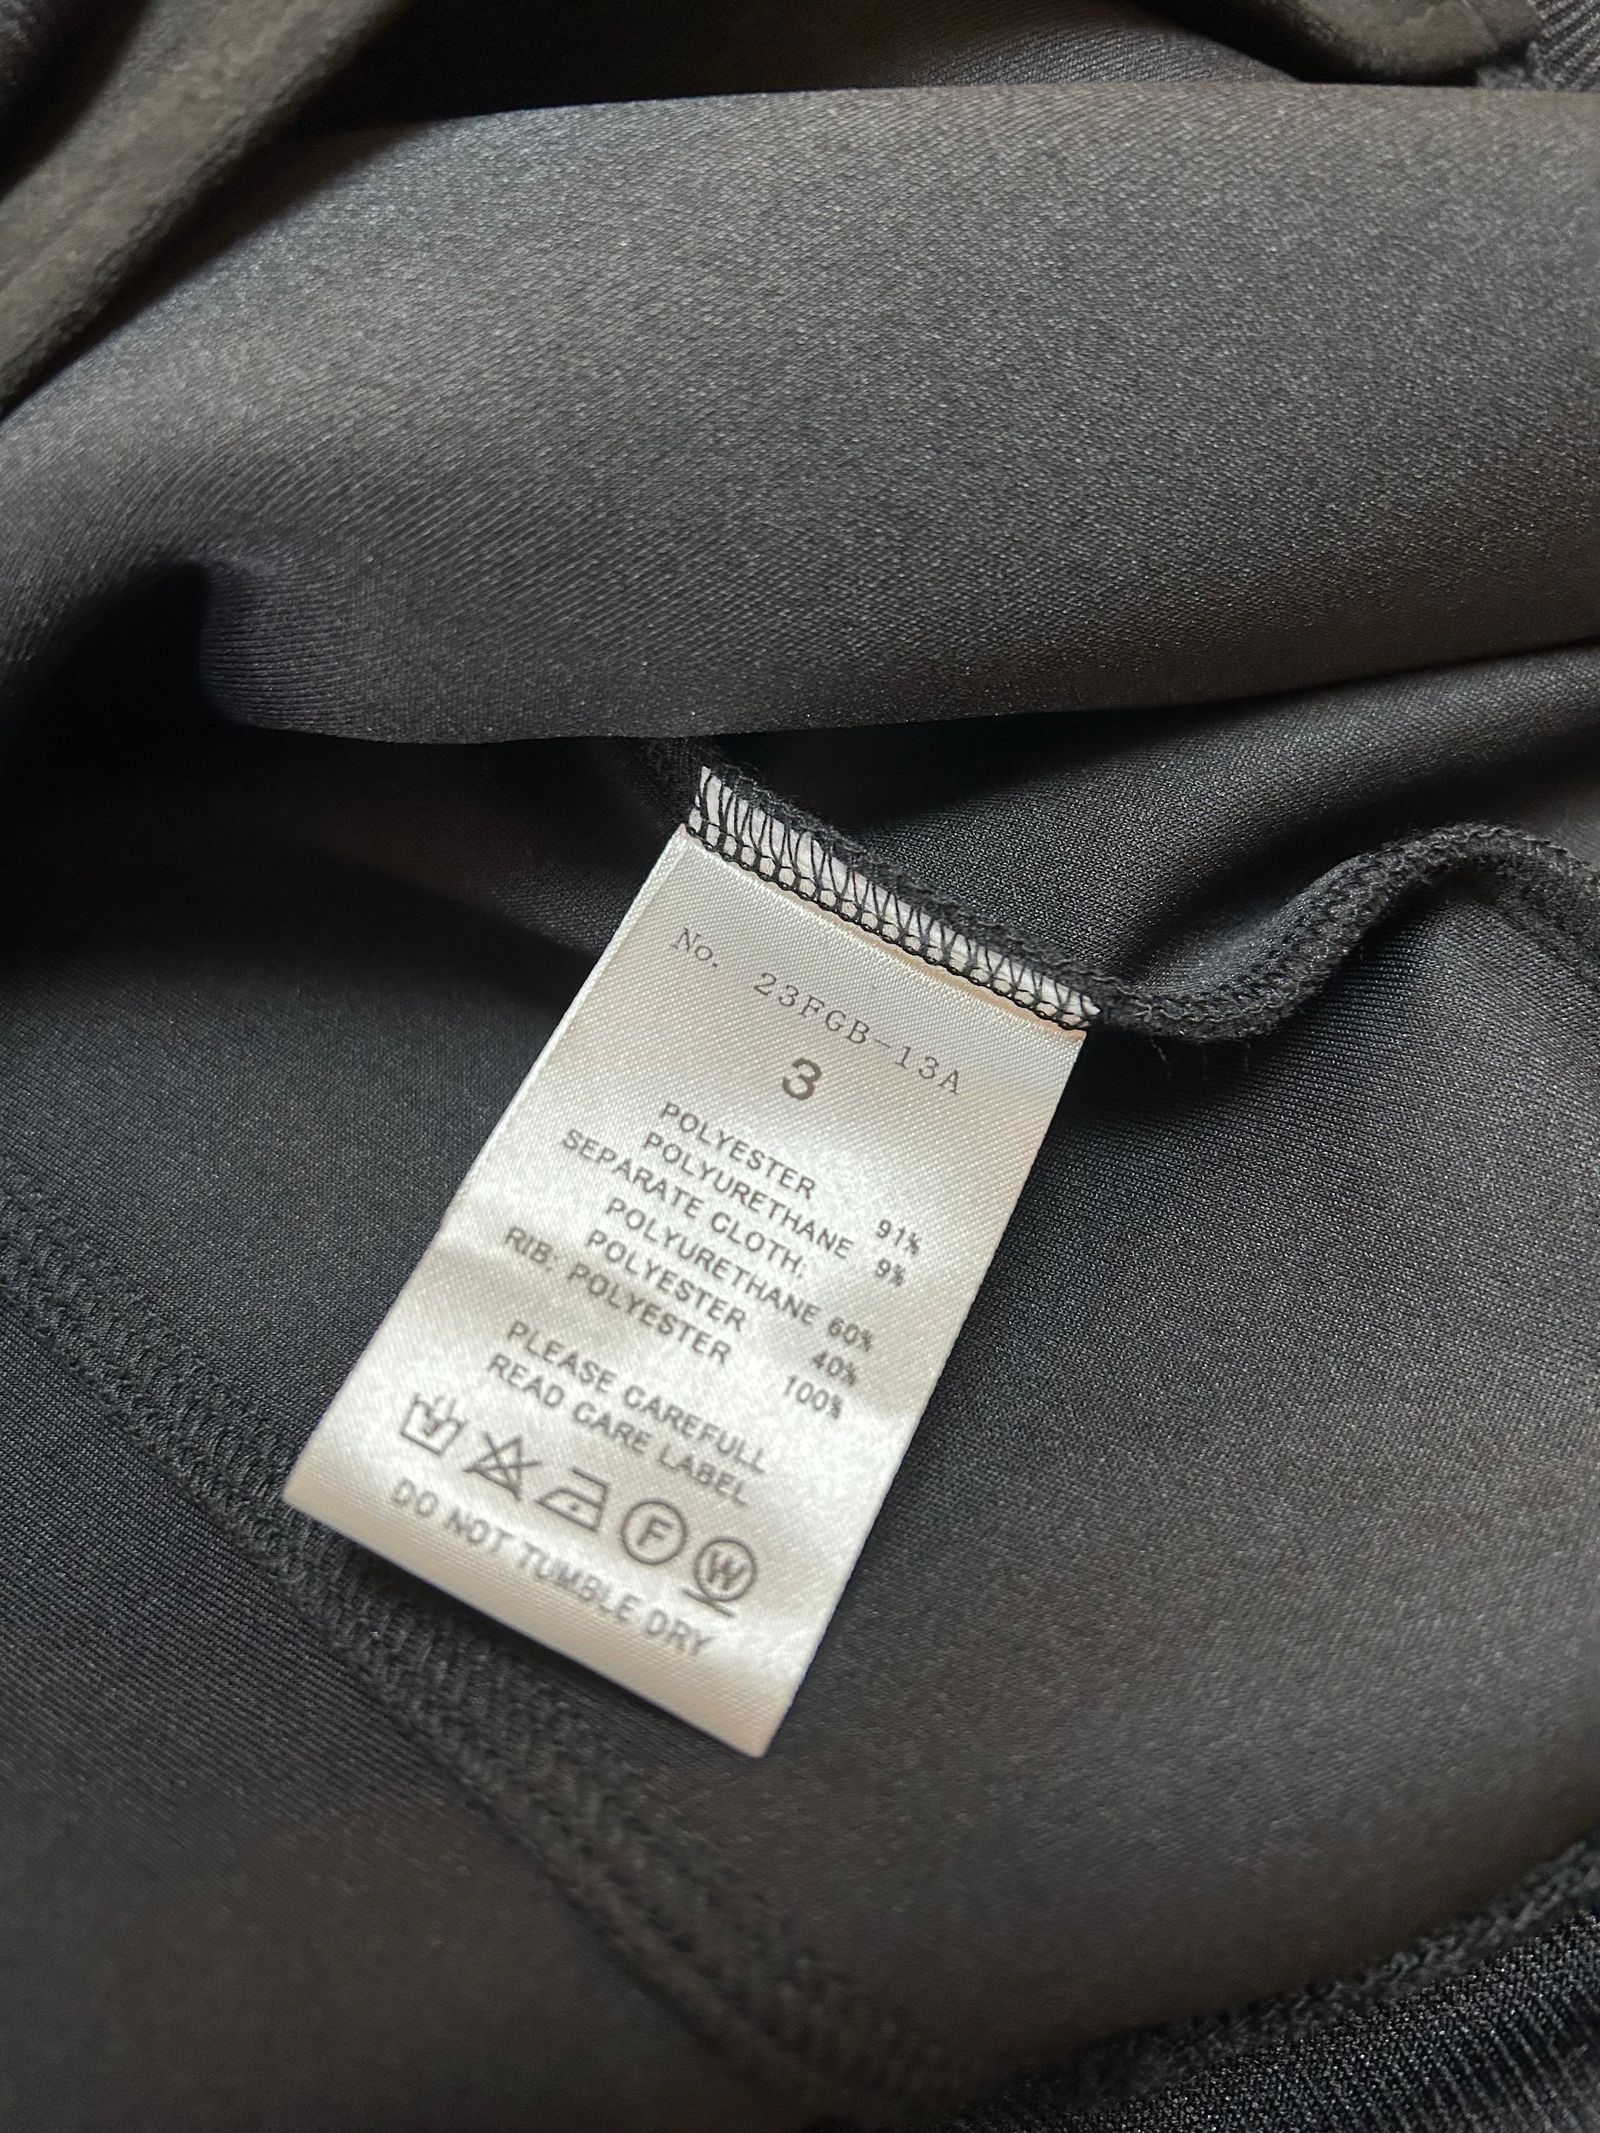 No. 23FGB-13A
3
POLYESTER 91%
POLYURETHANE 9%
SEPARATE CLOTH:
POLYURETHANE 60%
POLYESTER 40%
RIB: POLYESTER 100%
PLEASE CAREFULL
READ CARE LABEL
F W
DO NOT TUMBLE DRY